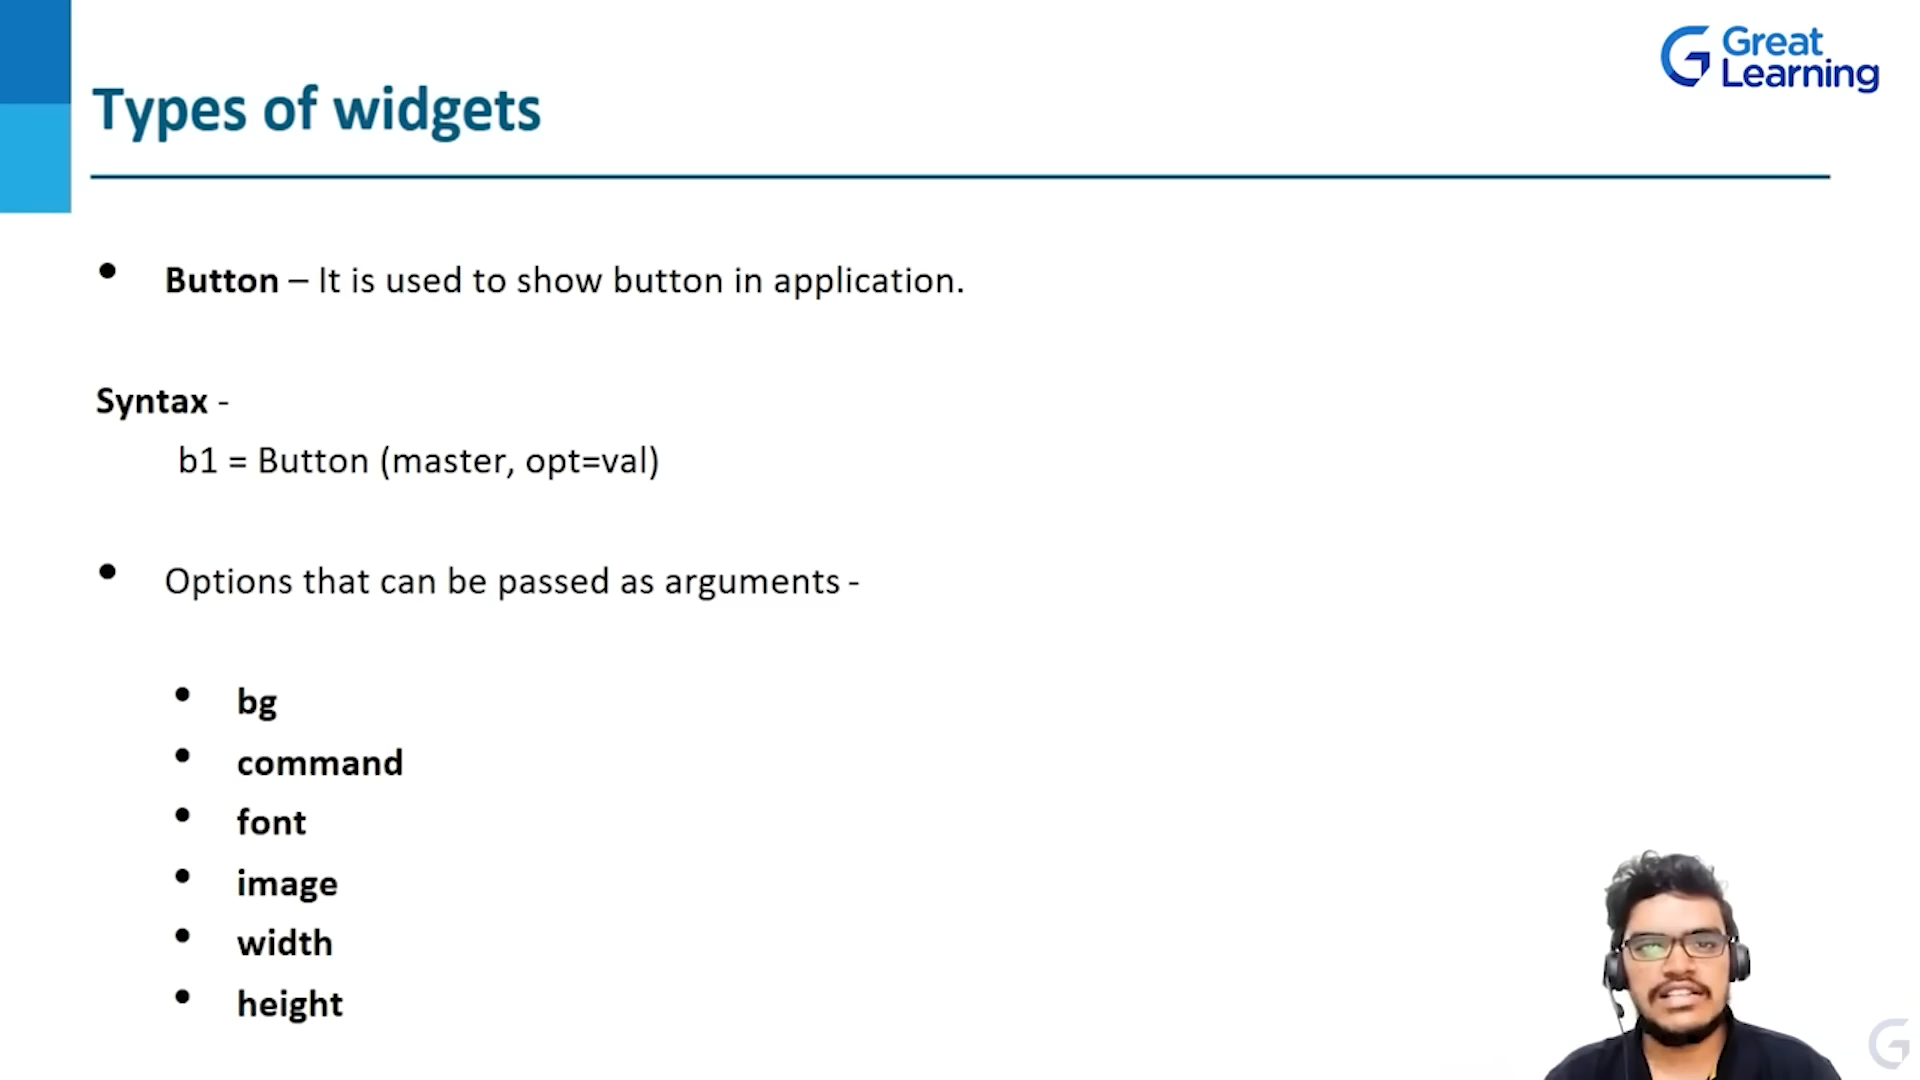 Great
Learning
Types of widgets
• Button – It is used to show button in application.
Syntax -
b1 = Button (master, opt=val)
• Options that can be passed as arguments -
• bg
• command
• font
• image
• width
• height